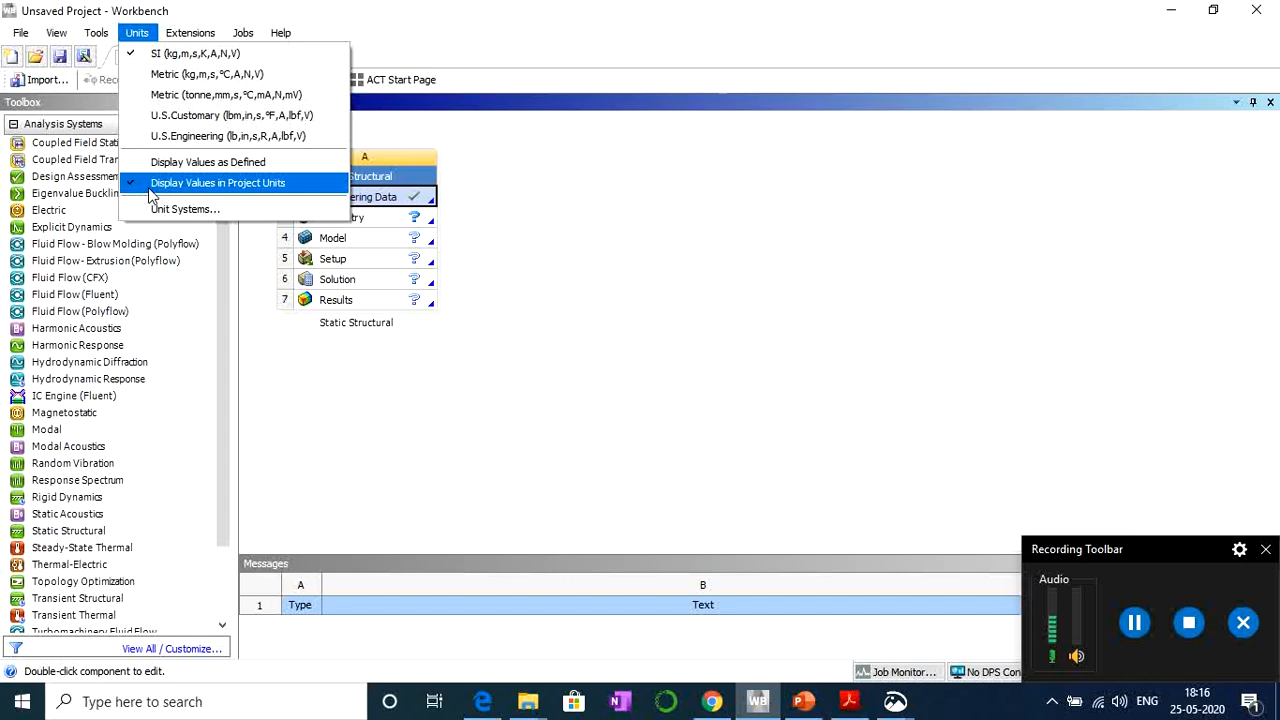 Unsaved Project - Workbench
File View Tools Units Extensions Jobs Help
SI (kg,m,s,K,A,N,V)
Metric (kg,m,s,°C,A,N,V)
Metric (tonne,mm,s,°C,mA,N,mV)
U.S.Customary (lbm,in,s,°F,A,lbf,V)
U.S.Engineering (lb,in,s,R,A,lbf,V)
Display Values as Defined
Display Values in Project Units
Unit Systems...
Import...
ACT Start Page
Toolbox
Analysis Systems
Coupled Field
Coupled Field
Design
Eigenvalue
Electric
Explicit Dynamics
Fluid Flow - Blow Molding (Polyflow)
Fluid Flow - Extrusion (Polyflow)
Fluid Flow (CFX)
Fluid Flow (Fluent)
Fluid Flow (Polyflow)
Harmonic Acoustics
Harmonic Response
Hydrodynamic Diffraction
Hydrodynamic Response
IC Engine (Fluent)
Magnetostatic
Modal
Modal Acoustics
Random Vibration
Response Spectrum
Rigid Dynamics
Static Acoustics
Static Structural
Steady-State Thermal
Thermal-Electric
Topology Optimization
Transient Structural
Transient Thermal
Turbomachinery Fluid Flow
View All / Customize...
A
Structural
Data
4 Model
5 Setup
6 Solution
7 Results
Static Structural
Messages
A B
1 Type Text
Recording Toolbar
Audio
Double-click component to edit.
Job Monitor...
No DPS
WB
Type here to search
18:16
25-05-2020